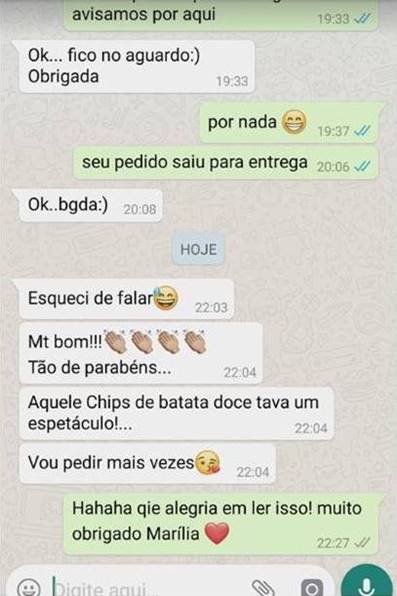 avisamos por aqui
19:33
Ok... fico no aguardo:)
Obrigada
19:33
por nada 😁
19:37
seu pedido saiu para entrega
20:06
Ok..bgda:)
20:08
HOJE
Esqueci de falar😅
22:03
Mt bom!!!👏🏽👏🏽👏🏽👏🏽
Tão de parabéns...
22:04
Aquele Chips de batata doce tava um
espetáculo!...
22:04
Vou pedir mais vezes😘
22:04
Hahaha qie alegria em ler isso! muito
obrigado Marília ❤️
22:27
Digite aqui...